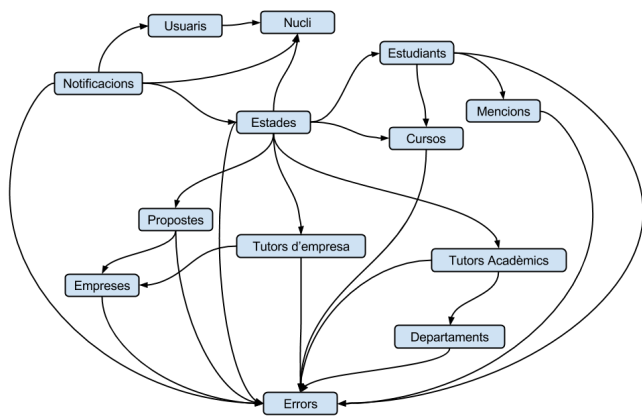 Usuaris
Nucli
Estudiants
Notificacions
Mencions
Estades
Cursos
Propostes
Tutors d'empresa
Tutors Acadèmics
Empreses
Departaments
Errors